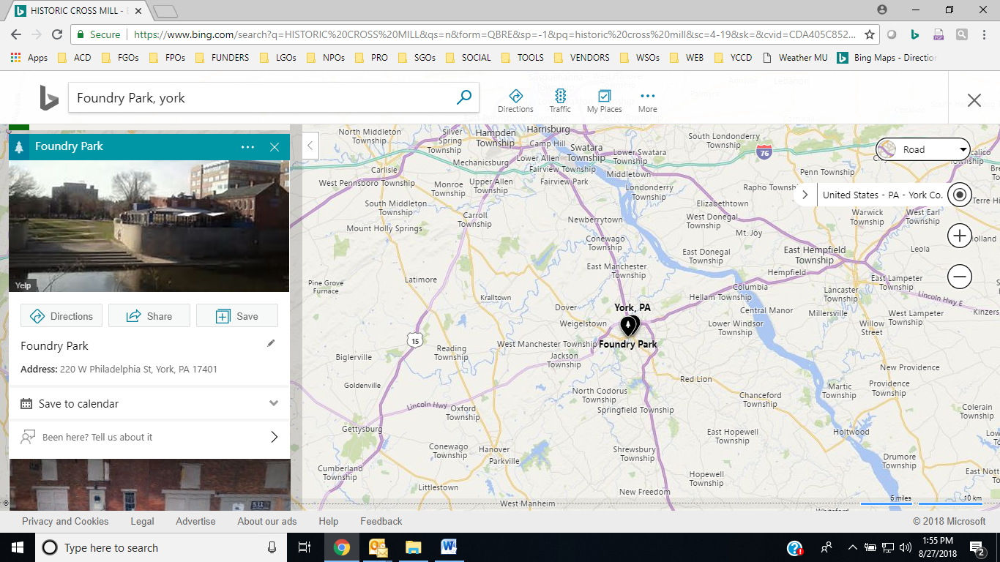 HISTORIC CROSS MILL - 
Secure
https://www.bing.com/search?q=HISTORIC%20CROSS%20MILL&qs=n&form=QBRE&sp=-1&pq=historic%20cross%20mill&sc=4-19&sk=&cvid=CDA405C852...
Apps ACD FGOs FPOs FUNDERS LGOs NPOs PRO SGOs SOCIAL TOOLS VENDORS WSOs WEB YCCD Weather MU Bing Maps - Directior
Foundry Park, york
Directions Traffic My Places More
Foundry Park
Yelp
Directions Share Save
Foundry Park
Address: 220 W Philadelphia St, York, PA 17401
Save to calendar
Been here? Tell us about it
Road
United States • PA • York Co.
North Middleton
Township
Silver
Spring
Township
Hampden
Township
Harrisburg
Camp Hill
Swatara
Township
South Londonderry
Township
76
Carlisle
Mechanicsburg
Lower Allen
Fairview Township
Lower Swatara
Township
Penn Township
West Pennsboro Township
Monroe
Township
Upper Allen
Township
Fairview Park
Middletown
Londonderry
Township
Rapho Township
South Middleton
Township
Carroll
Township
Newberrytown
Elizabethtown
West Donegal
Township
Warwick
Township
West Earl
Township
Mount Holly Springs
Conewago
Township
Mt. Joy
Leola
East Donegal
Township
East Hempfield
Township
East Manchester
Township
Hempfield
Latimore
Pine Grove
Furnace
Kralltown
Dover
Columbia
Lancaster
Township
East Lampeter
Township
Lincoln Hwy E
Hellam Township
York, PA
Central Manor
Millersville
West Lampeter
Township
Kinzers
Weigelstown
Lower Windsor
Township
Willow
Street
Foundry Park
West Manchester Township
15
Reading
Township
Jackson
Township
Biglerville
New Providence
Red Lion
Goldenville
Martic
Township
Providence
Township
North Codorus
Township
Chanceford
Township
Lincoln Hwy
Oxford
Township
Springfield Township
Colerain
Township
Gettysburg
East Hopewell
Township
Holtwood
Conewago
Township
Hanover
Parkville
Shrewsbury
Township
Drumore
Township
Cumberland
Township
Hopewell
Township
Littlestown
New Freedom
West Manheim
5 miles
10 km
Privacy and Cookies Legal Advertise About our ads Help Feedback
© 2018 Microsoft
Type here to search
1:55 PM
8/27/2018
2